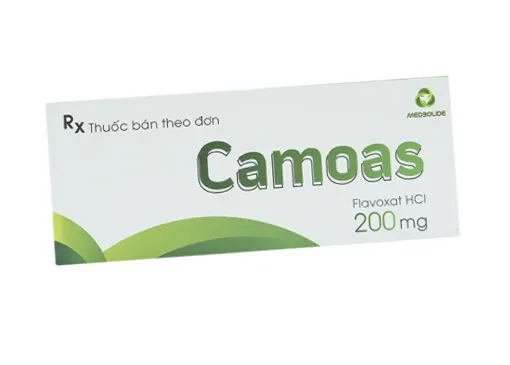 MEDBOLIDE
Rx Thuốc bán theo đơn
Camoas
Flavoxat HCl
200 mg